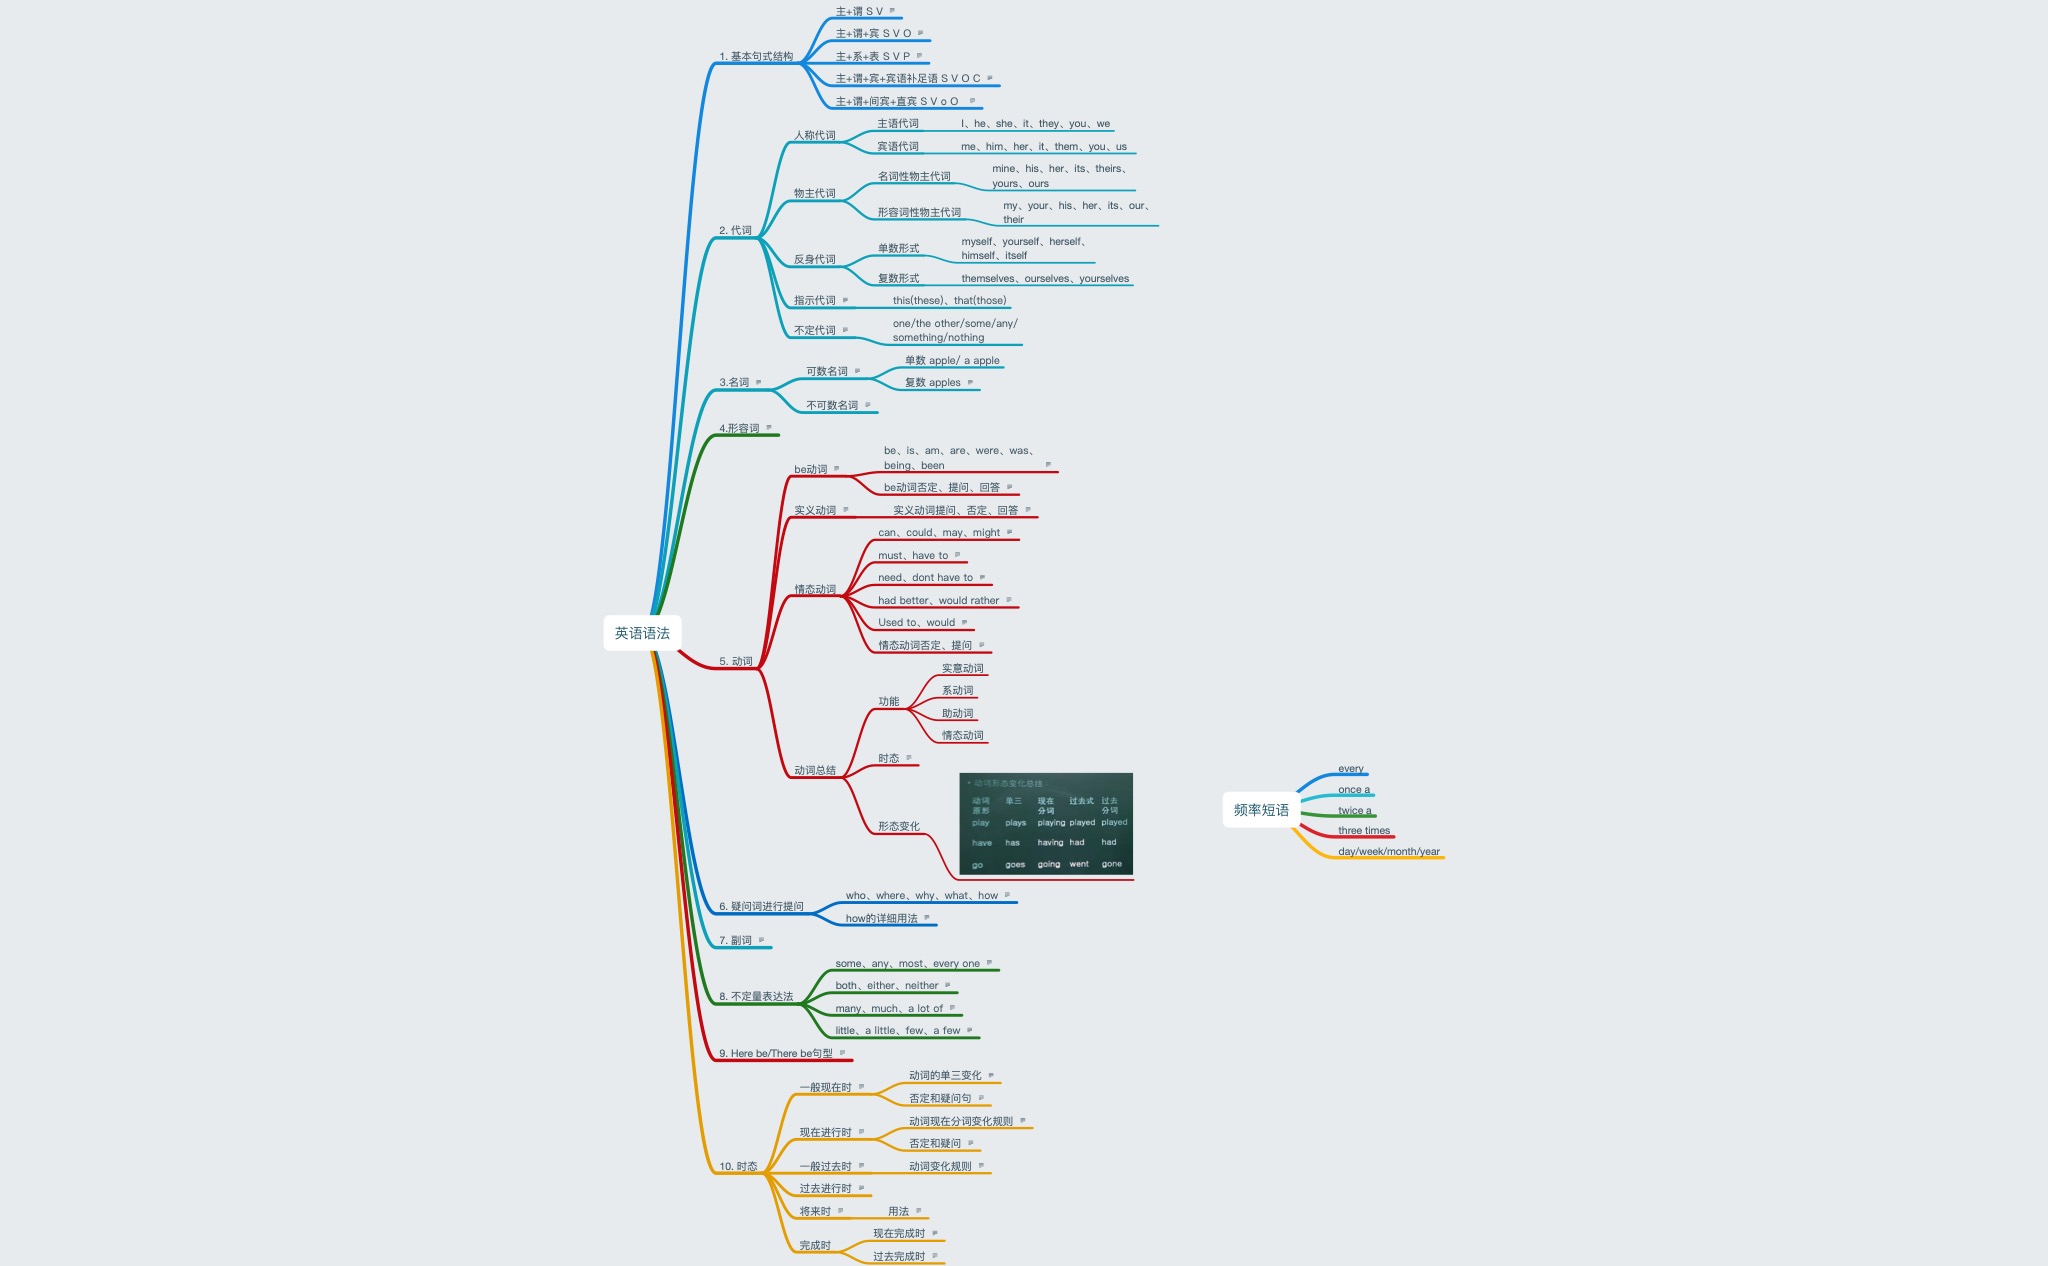 英语语法
1. 基本句式结构
主+谓 S V
主+谓+宾 S V O
主+系+表 S V P
主+谓+宾+宾语补足语 S V O C
主+谓+间宾+直宾 S V o O
2. 代词
人称代词
主语代词
I、he、she、it、they、you、we
宾语代词
me、him、her、it、them、you、us
物主代词
名词性物主代词
mine、his、her、its、theirs、
yours、ours
形容词性物主代词
my、your、his、her、its、our、
their
反身代词
单数形式
myself、yourself、herself、
himself、itself
复数形式
themselves、ourselves、yourselves
指示代词
this(these)、that(those)
不定代词
one/the other/some/any/
something/nothing
3.名词
可数名词
单数 apple/ a apple
复数 apples
不可数名词
4.形容词
5. 动词
be动词
be、is、am、are、were、was、
being、been
be动词否定、提问、回答
实义动词
实义动词提问、否定、回答
情态动词
can、could、may、might
must、have to
need、dont have to
had better、would rather
Used to、would
情态动词否定、提问
动词总结
功能
实意动词
系动词
助动词
情态动词
时态
形态变化
• 动词形态变化总结
动词 单三 现在 过去式 过去
原形 分词 分词
play plays playing played played
have has having had had
go goes going went gone
6. 疑问词进行提问
who、where、why、what、how
how的详细用法
7. 副词
8. 不定量表达法
some、any、most、every one
both、either、neither
many、much、a lot of
little、a little、few、a few
9. Here be/There be句型
10. 时态
一般现在时
动词的单三变化
否定和疑问句
现在进行时
动词现在分词变化规则
否定和疑问
一般过去时
动词变化规则
过去进行时
将来时
用法
完成时
现在完成时
过去完成时
频率短语
every
once a
twice a
three times
day/week/month/year